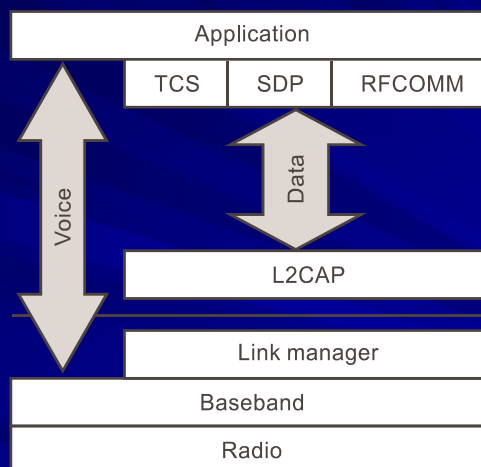 Application
TCS SDP RFCOMM
Voice
Data
L2CAP
Link manager
Baseband
Radio